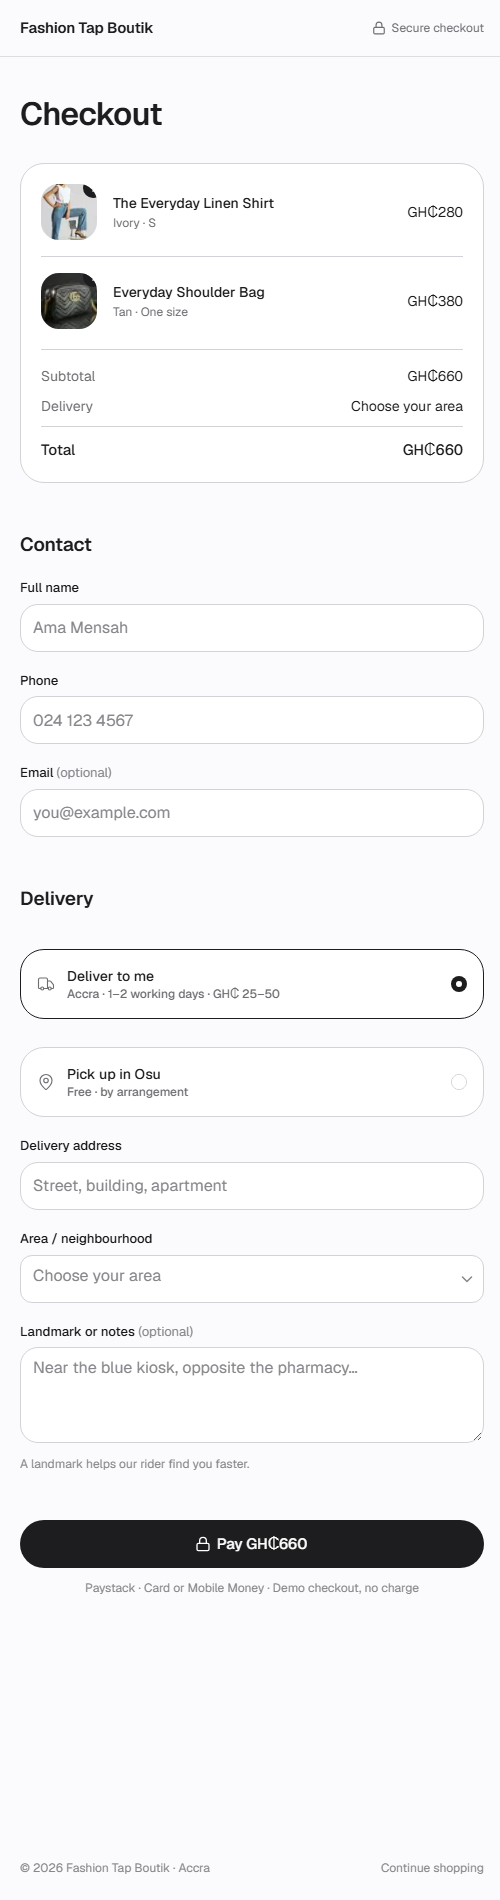 Fashion Tap Boutik
Secure checkout
Checkout
The Everyday Linen Shirt
Ivory · S
GH₵280
Everyday Shoulder Bag
Tan · One size
GH₵380
Subtotal
GH₵660
Delivery
Choose your area
Total
GH₵660
Contact
Full name
Ama Mensah
Phone
024 123 4567
Email (optional)
you@example.com
Delivery
Deliver to me
Accra · 1–2 working days · GH₵ 25–50
Pick up in Osu
Free · by arrangement
Delivery address
Street, building, apartment
Area / neighbourhood
Choose your area
Landmark or notes (optional)
Near the blue kiosk, opposite the pharmacy...
A landmark helps our rider find you faster.
Pay GH₵660
Paystack · Card or Mobile Money · Demo checkout, no charge
© 2026 Fashion Tap Boutik · Accra
Continue shopping